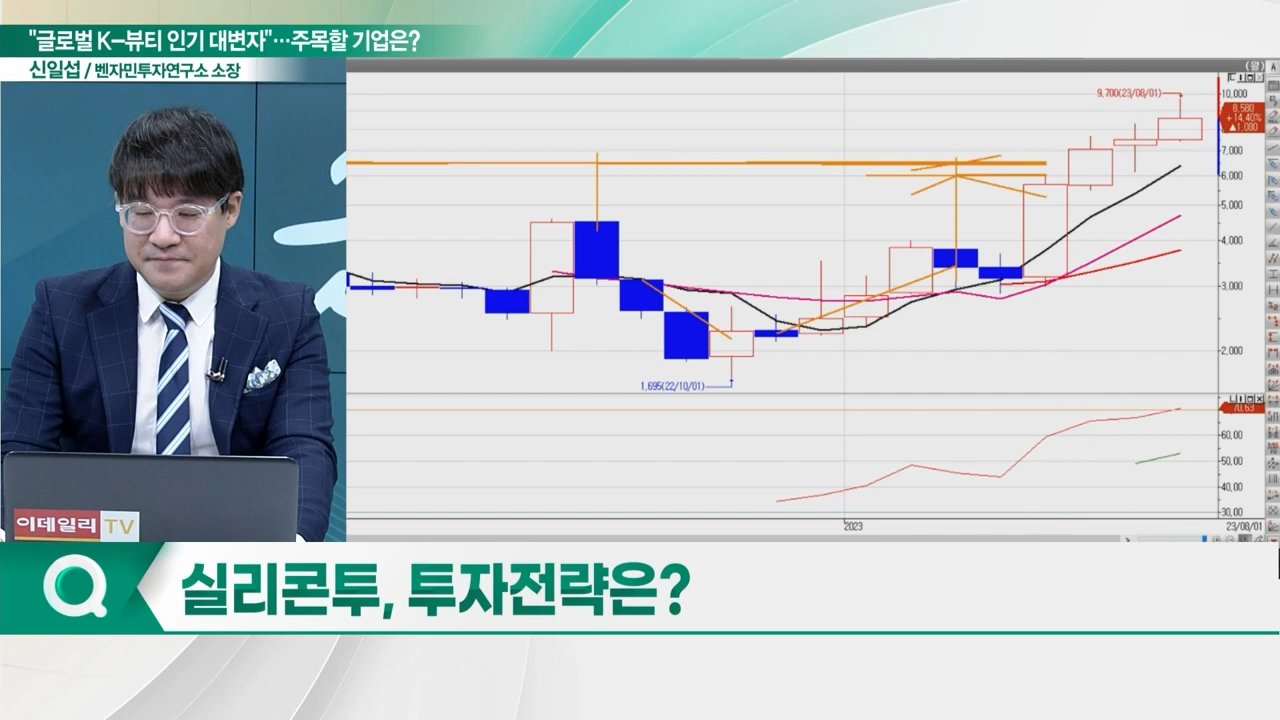 "글로벌 K-뷰티 인기 대변자"…주목할 기업은?
신일섭 / 벤자민투자연구소 소장
(월)
A
9,700(23/08/01)
10,000
8,580
+14,40%
▲1,080
7,000
6,000
5,000
4,000
3,000
2,000
1,695(22/10/01)
70,63
60,00
50,00
40,00
30,00
2023
23/08/01
이데일리 TV
Q
실리콘투, 투자전략은?